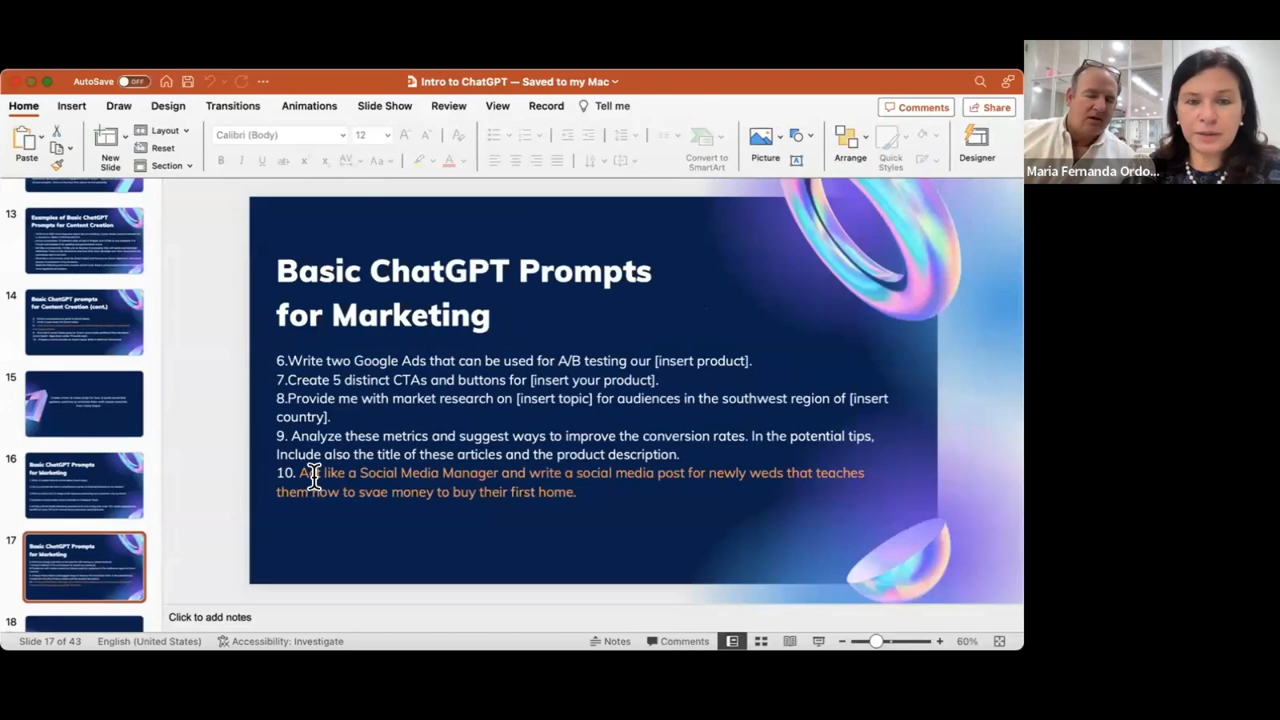 AutoSave OFF
Intro to ChatGPT — Saved to my Mac
Home Insert Draw Design Transitions Animations Slide Show Review View Record Tell me
Comments Share
Paste
New Slide
Layout
Reset
Section
Calibri (Body) 12
Convert to SmartArt
Picture
Arrange
Quick Styles
Designer
Maria Fernanda Ordo...
13
Examples of Basic ChatGPT
Prompts for Content Creation
14
Basic ChatGPT prompts
for Content Creation (cont.)
15
16
Basic ChatGPT Prompts
for Marketing
17
Basic ChatGPT Prompts
for Marketing
18
Basic ChatGPT Prompts
for Marketing
6.Write two Google Ads that can be used for A/B testing our [insert product].
7.Create 5 distinct CTAs and buttons for [insert your product].
8.Provide me with market research on [insert topic] for audiences in the southwest region of [insert
country].
9. Analyze these metrics and suggest ways to improve the conversion rates. In the potential tips,
Include also the title of these articles and the product description.
10. Act like a Social Media Manager and write a social media post for newly weds that teaches
them how to svae money to buy their first home.
Click to add notes
Slide 17 of 43 English (United States) Accessibility: Investigate Notes Comments 60%